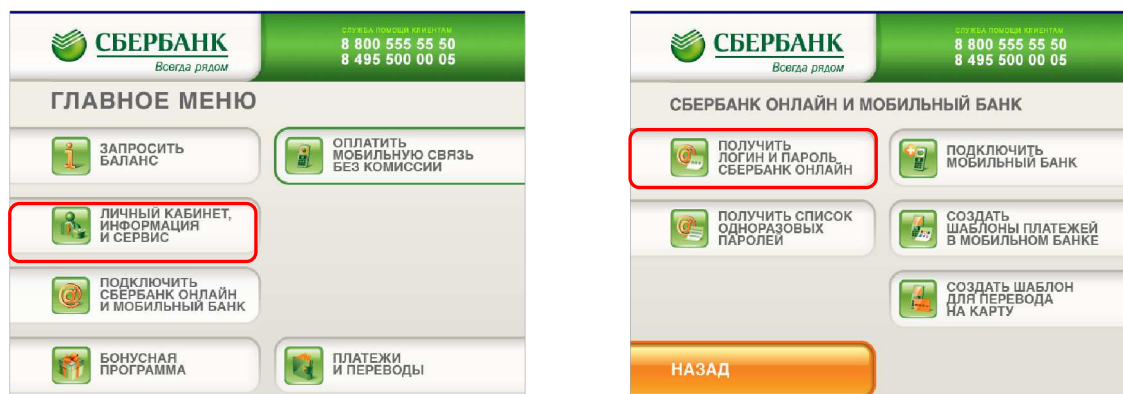 СБЕРБАНК
Всегда рядом
СЛУЖБА ПОМОЩИ КЛИЕНТАМ
8 800 555 55 50
8 495 500 00 05
ГЛАВНОЕ МЕНЮ
ЗАПРОСИТЬ
БАЛАНС
ОПЛАТИТЬ
МОБИЛЬНУЮ СВЯЗЬ
БЕЗ КОМИССИИ
ЛИЧНЫЙ КАБИНЕТ,
ИНФОРМАЦИЯ
И СЕРВИС
ПОДКЛЮЧИТЬ
СБЕРБАНК ОНЛАЙН
И МОБИЛЬНЫЙ БАНК
БОНУСНАЯ
ПРОГРАММА
ПЛАТЕЖИ
И ПЕРЕВОДЫ
СБЕРБАНК
Всегда рядом
СЛУЖБА ПОМОЩИ КЛИЕНТАМ
8 800 555 55 50
8 495 500 00 05
СБЕРБАНК ОНЛАЙН И МОБИЛЬНЫЙ БАНК
ПОЛУЧИТЬ
ЛОГИН И ПАРОЛЬ
СБЕРБАНК ОНЛАЙН
ПОДКЛЮЧИТЬ
МОБИЛЬНЫЙ БАНК
ПОЛУЧИТЬ СПИСОК
ОДНОРАЗОВЫХ
ПАРОЛЕЙ
СОЗДАТЬ
ШАБЛОНЫ ПЛАТЕЖЕЙ
В МОБИЛЬНОМ БАНКЕ
СОЗДАТЬ ШАБЛОН
ДЛЯ ПЕРЕВОДА
НА КАРТУ
НАЗАД